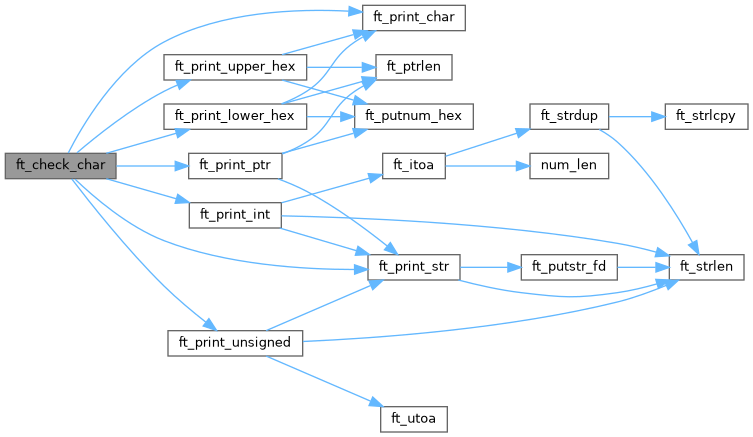 ft_print_char
ft_print_upper_hex
ft_ptrlen
ft_print_lower_hex
ft_putnum_hex
ft_strdup
ft_strlcpy
ft_check_char
ft_print_ptr
ft_itoa
num_len
ft_print_int
ft_print_str
ft_putstr_fd
ft_strlen
ft_print_unsigned
ft_utoa